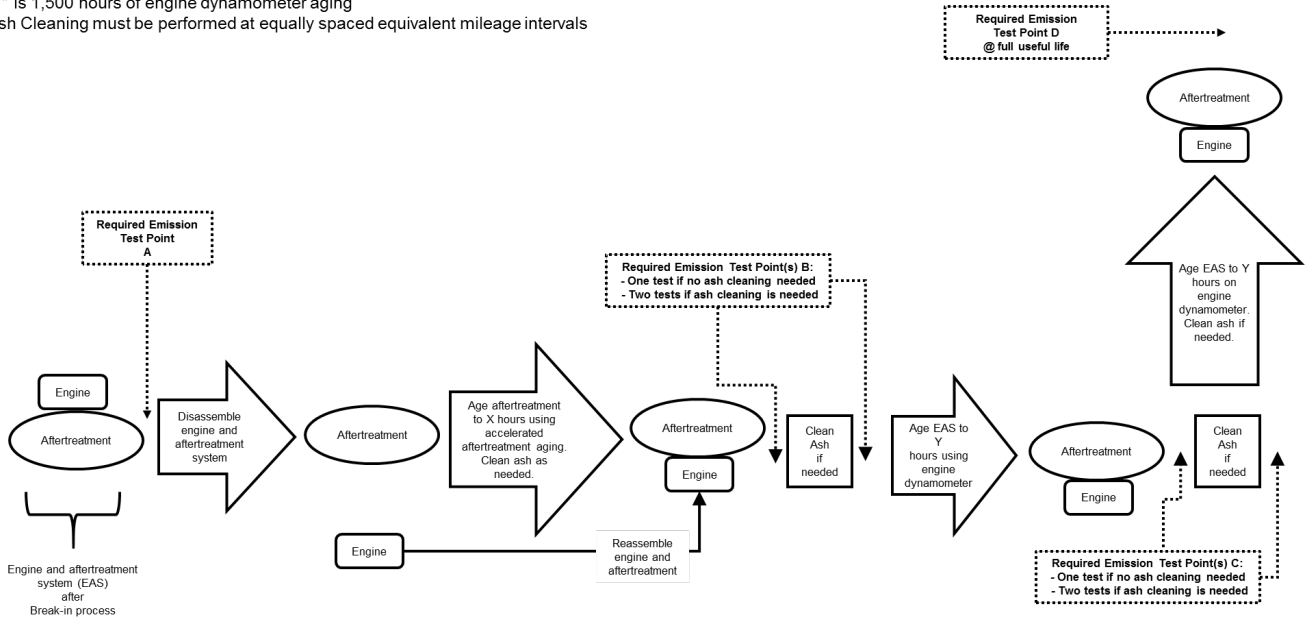 is 1,500 hours of engine dynamometer aging
Cleaning must be performed at equally spaced equivalent mileage intervals
Required Emission
Test Point D
@ full useful life
Aftertreatment
Engine
Required Emission
Test Point
A
Required Emission Test Point(s) B:
- One test if no ash cleaning needed
- Two tests if ash cleaning is needed
Age EAS to Y
hours on
engine
dynamometer.
Clean ash if
needed.
Engine
Aftertreatment
Disassemble
engine and
aftertreatment
system
Aftertreatment
Age aftertreatment
to X hours using
accelerated
aftertreatment aging.
Clean ash as
needed.
Aftertreatment
Engine
Clean
Ash
if
needed
Age EAS to
Y
hours using
engine
dynamometer
Aftertreatment
Engine
Clean
Ash
if
needed
Engine
Reassemble
engine and
aftertreatment
Engine and aftertreatment
system (EAS)
after
Break-in process
Required Emission Test Point(s) C:
- One test if no ash cleaning needed
- Two tests if ash cleaning is needed